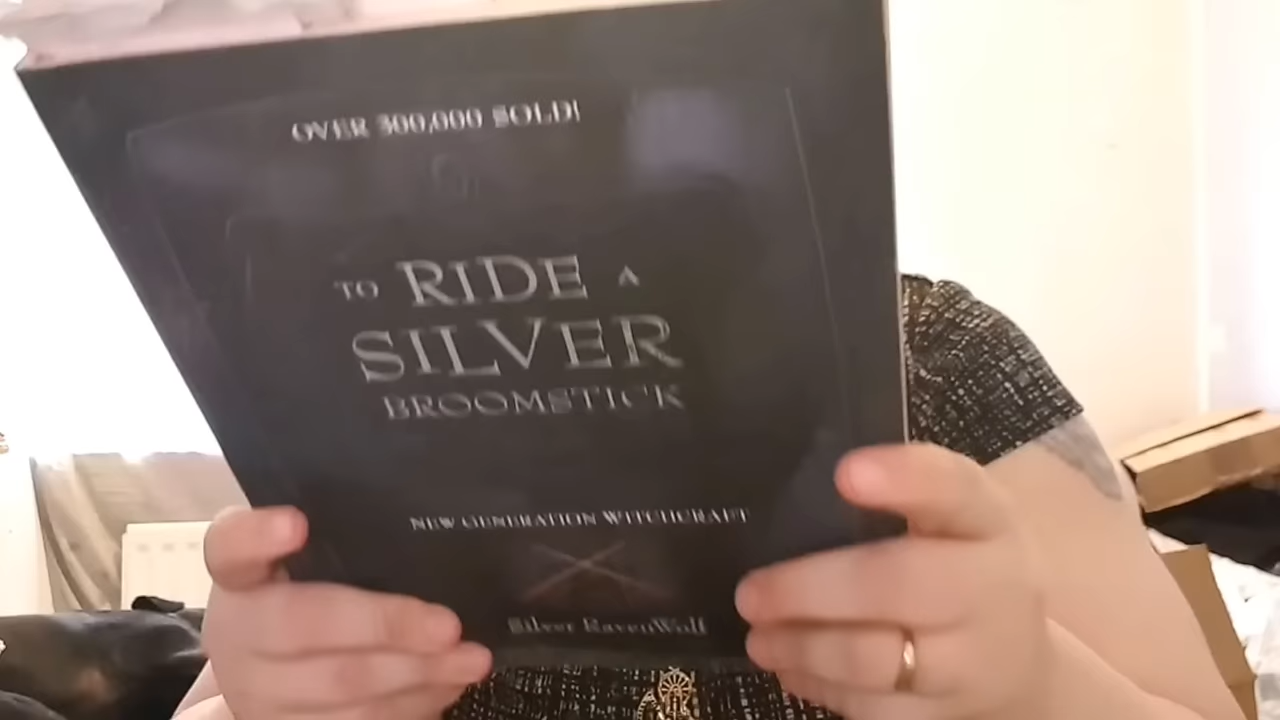 OVER 300,000 SOLD!
TO RIDE A
SILVER
BROOMSTICK
NEW GENERATION WITCHCRAFT
Silver RavenWolf